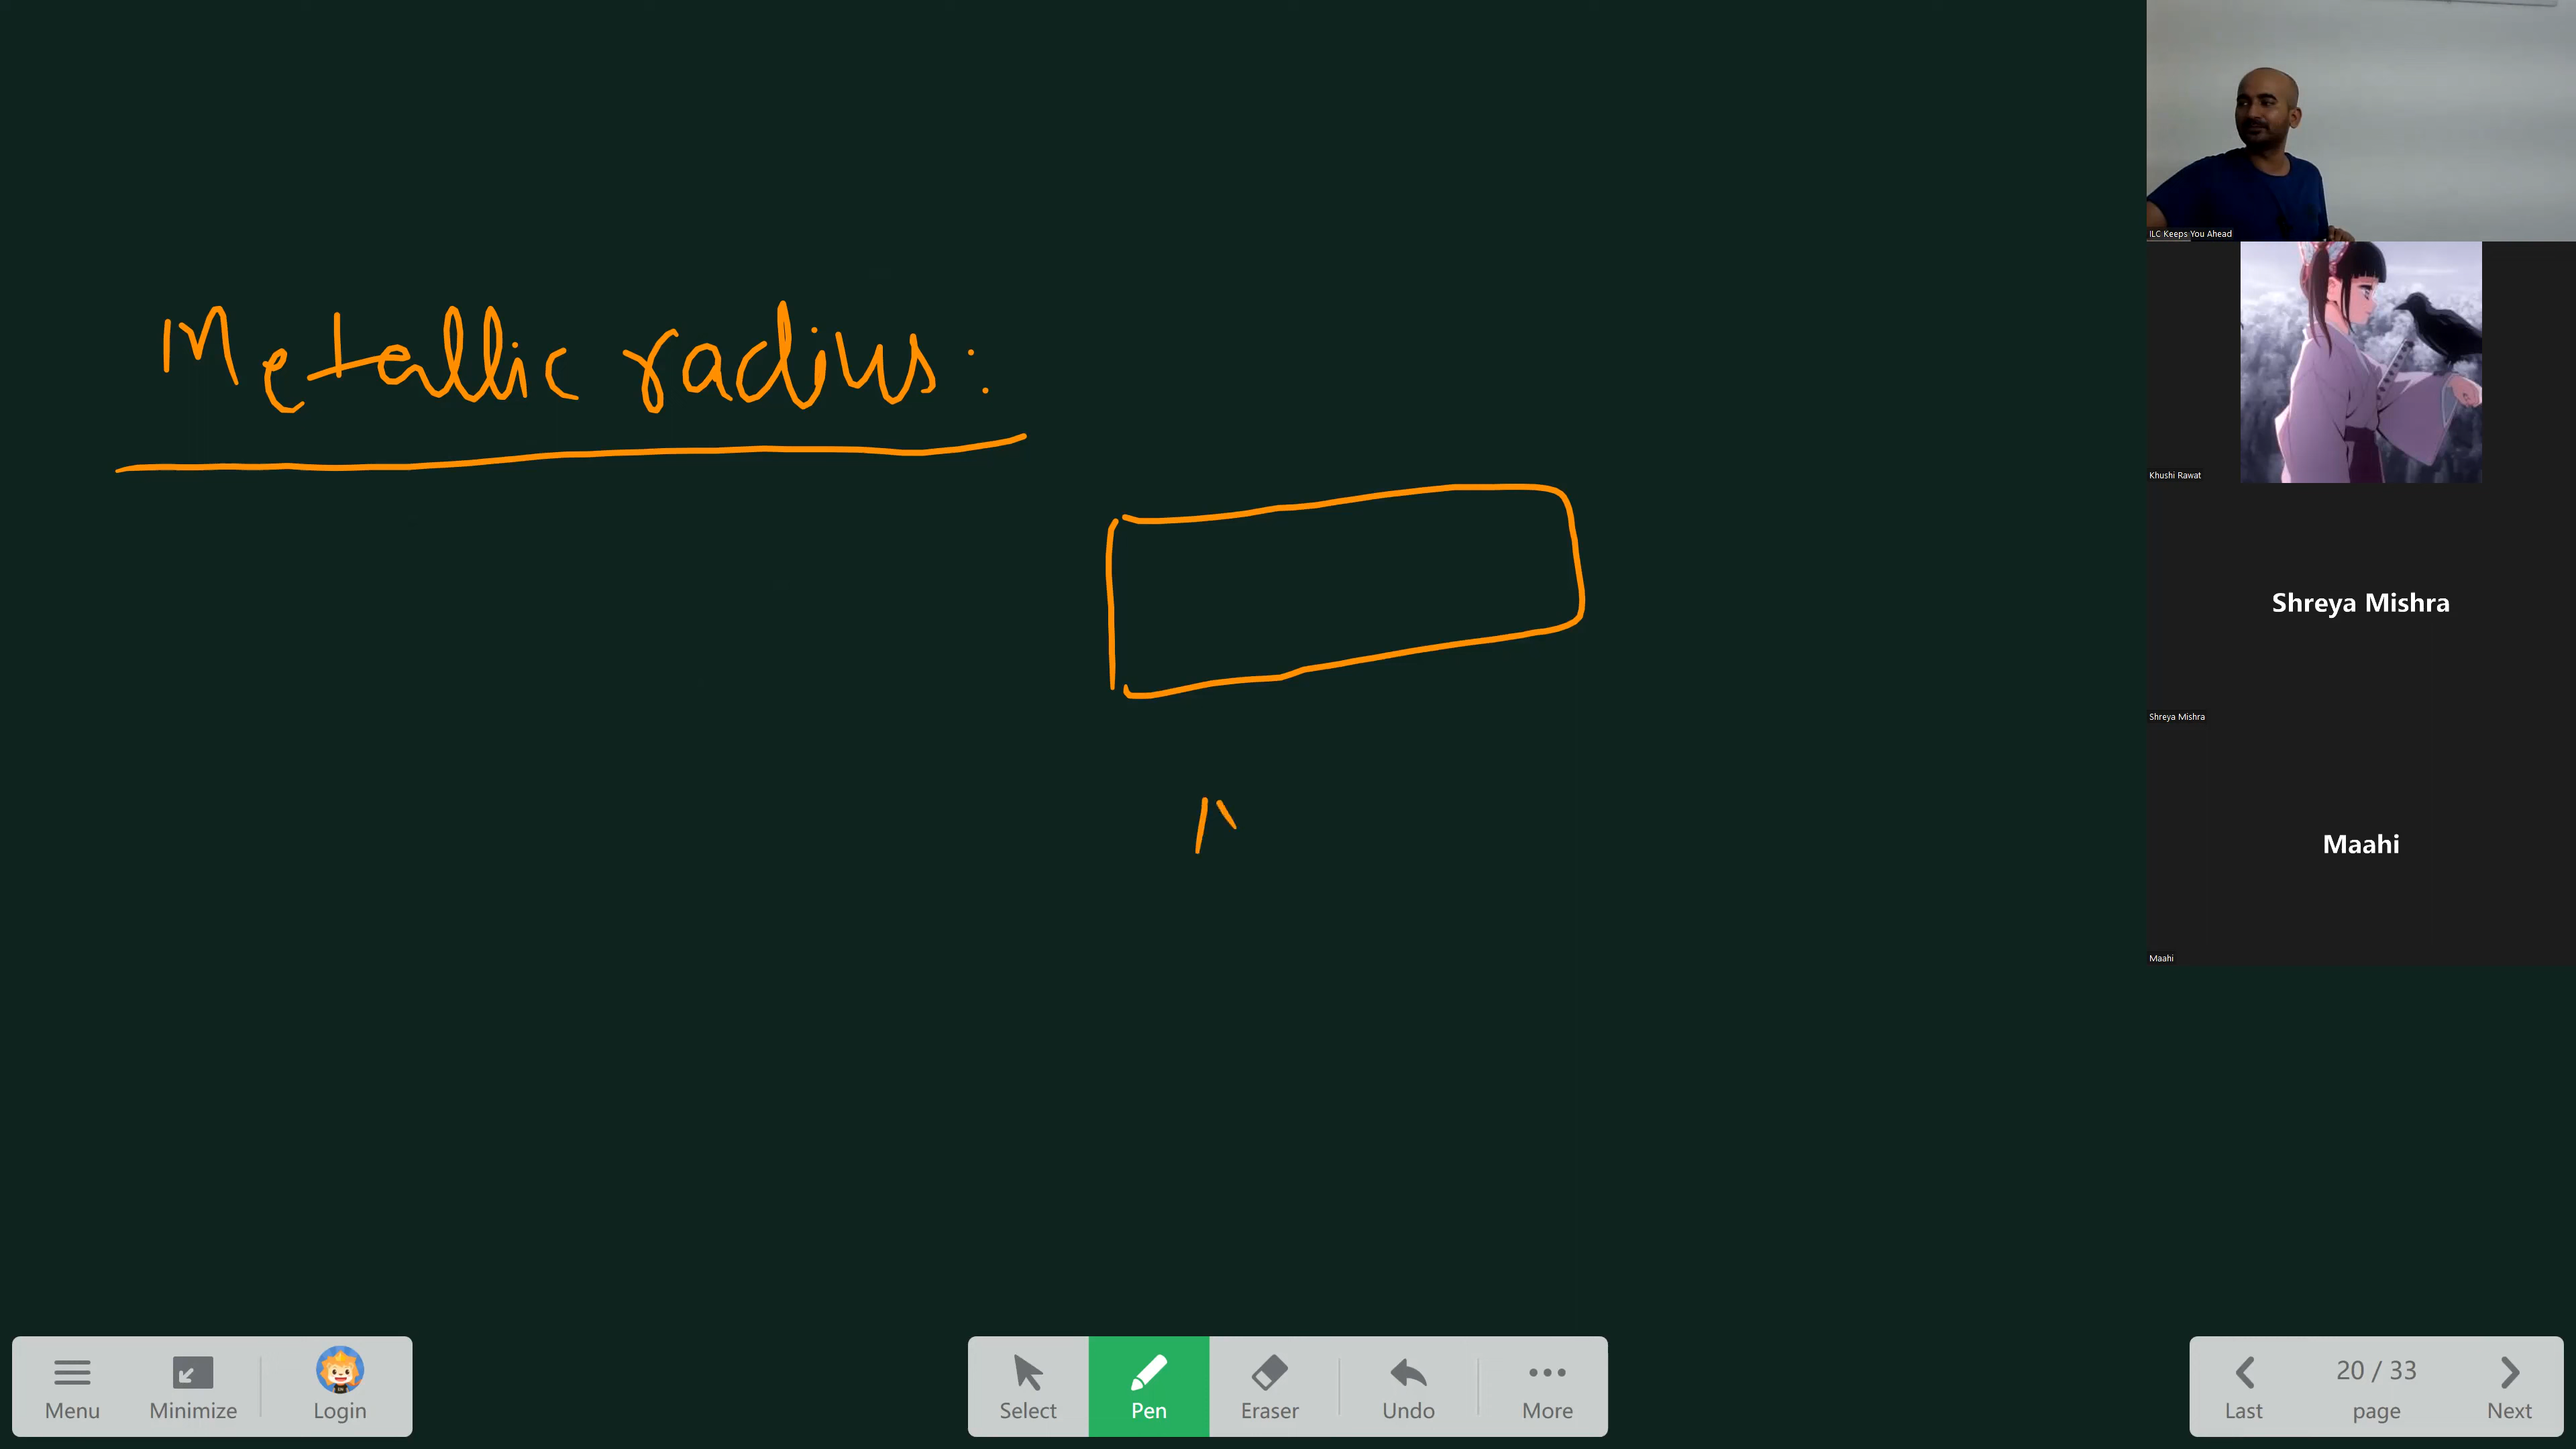 Metallic radius:
ILC Keeps You Ahead
Khushi Rawat
Shreya Mishra
Shreya Mishra
Maahi
Maahi
Menu
Minimize
Login
Select
Pen
Eraser
Undo
More
Last
20 / 33
page
Next